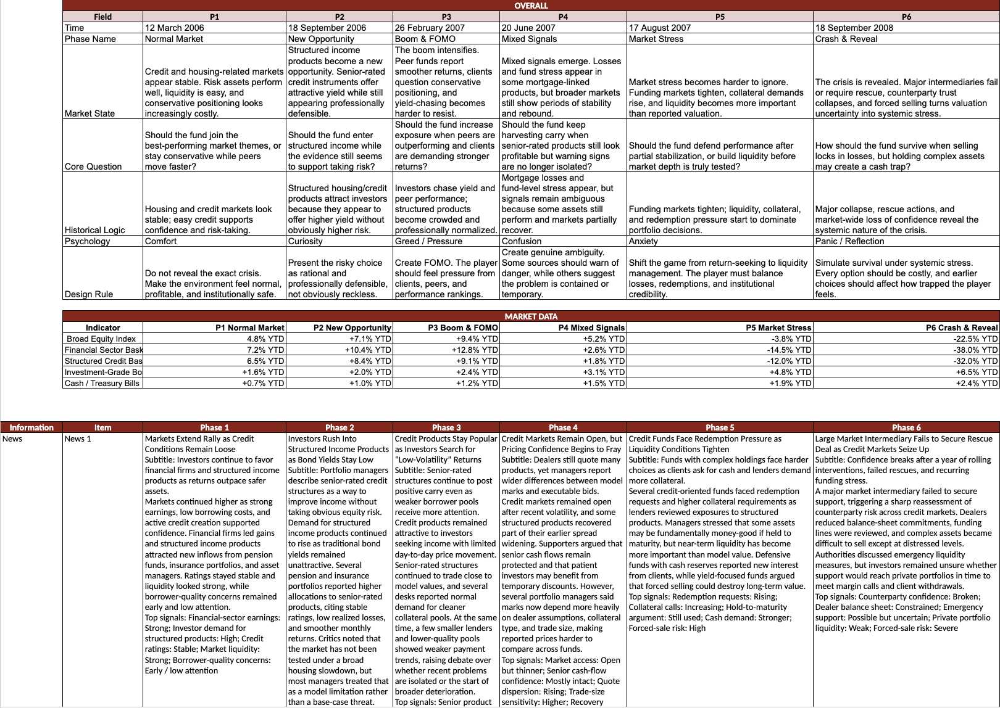 OVERALL
Field P1 P2 P3 P4 P5 P6
Time 12 March 2006 18 September 2006 26 February 2007 20 June 2007 17 August 2007 18 September 2008
Phase Name Normal Market New Opportunity Boom & FOMO Mixed Signals Market Stress Crash & Reveal
Market State
Credit and housing-related markets
appear stable. Risk assets perform
well, liquidity is easy, and
conservative positioning looks
increasingly costly.
Structured income
products become a new
opportunity. Senior-rated
credit instruments offer
attractive yield while still
appearing professionally
defensible.
The boom intensifies.
Peer funds report
smoother returns, clients
question conservative
positioning, and
yield-chasing becomes
harder to resist.
Mixed signals emerge. Losses
and fund stress appear in
some mortgage-linked
products, but broader markets
still show periods of stability
and rebound.
Market stress becomes harder to ignore.
Funding markets tighten, collateral demands
rise, and liquidity becomes more important
than reported valuation.
The crisis is revealed. Major intermediaries fail
or require rescue, counterparty trust
collapses, and forced selling turns valuation
uncertainty into systemic stress.
Core Question
Should the fund join the
best-performing market themes, or
stay conservative while peers
move faster?
Should the fund enter
structured income while
the evidence still seems
to support taking risk?
Should the fund increase
exposure when peers are
outperforming and clients
are demanding stronger
returns?
Should the fund keep
harvesting carry when
senior-rated products still look
profitable but warning signs
are no longer isolated?
Should the fund defend performance after
partial stabilization, or build liquidity before
market depth is truly tested?
How should the fund survive when selling
locks in losses, but holding complex assets
may create a cash trap?
Historical Logic
Housing and credit markets look
stable; easy credit supports
confidence and risk-taking.
Structured housing/credit
products attract investors
because they appear to
offer higher yield without
obviously higher risk.
Investors chase yield and
peer performance;
structured products
become crowded and
professionally normalized.
Mortgage losses and
fund-level stress appear, but
signals remain ambiguous
because some assets still
perform and markets partially
recover.
Funding markets tighten; liquidity, collateral,
and redemption pressure start to dominate
portfolio decisions.
Major collapse, rescue actions, and
market-wide loss of confidence reveal the
systemic nature of the crisis.
Psychology Comfort Curiosity Greed / Pressure Confusion Anxiety Panic / Reflection
Design Rule
Do not reveal the exact crisis.
Make the environment feel normal,
profitable, and institutionally safe.
Present the risky choice
as rational and
professionally defensible,
not obviously reckless.
Create FOMO. The player
should feel pressure from
clients, peers, and
performance rankings.
Create genuine ambiguity.
Some sources should warn of
danger, while others suggest
the problem is contained or
temporary.
Shift the game from return-seeking to liquidity
management. The player must balance
losses, redemptions, and institutional
credibility.
Simulate survival under systemic stress.
Every option should be costly, and earlier
choices should affect how trapped the player
feels.
MARKET DATA
Indicator P1 Normal Market P2 New Opportunity P3 Boom & FOMO P4 Mixed Signals P5 Market Stress P6 Crash & Reveal
Broad Equity Index 4.8% YTD +7.1% YTD +9.4% YTD +5.2% YTD -3.8% YTD -22.5% YTD
Financial Sector Bask 7.2% YTD +10.4% YTD +12.8% YTD +2.6% YTD -14.5% YTD -38.0% YTD
Structured Credit Bas 6.5% YTD +8.4% YTD +9.1% YTD +1.8% YTD -12.0% YTD -32.0% YTD
Investment-Grade Bo +1.6% YTD +2.0% YTD +2.4% YTD +3.1% YTD +4.8% YTD +6.5% YTD
Cash / Treasury Bills +0.7% YTD +1.0% YTD +1.2% YTD +1.5% YTD +1.9% YTD +2.4% YTD
Information Item Phase 1 Phase 2 Phase 3 Phase 4 Phase 5 Phase 6
News News 1
Markets Extend Rally as Credit
Conditions Remain Loose
Subtitle: Investors continue to favor
financial firms and structured income
products as returns outpace safer
assets.
Markets continued higher as strong
earnings, low borrowing costs, and
active credit creation supported
confidence. Financial firms led gains
and structured income products
attracted new inflows from pension
funds, insurance portfolios, and asset
managers. Ratings stayed stable and
liquidity looked strong, while
borrower-quality concerns remained
early and low attention.
Top signals: Financial-sector earnings:
Strong; Investor demand for
structured products: High; Credit
ratings: Stable; Market liquidity:
Strong; Borrower-quality concerns:
Early / low attention
Investors Rush Into
Structured Income Products
as Bond Yields Stay Low
Subtitle: Portfolio managers
describe senior-rated credit
structures as a way to
improve income without
taking obvious equity risk.
Demand for structured
income products continued
to rise as traditional bond
yields remained
unattractive. Several
pension and insurance
portfolios reported higher
allocations to senior-rated
products, citing stable
ratings, low realized losses,
and smoother monthly
returns. Critics noted that
the market has not been
tested under a broad
housing slowdown, but
most managers treated that
as a model limitation rather
than a base-case threat.
Credit Products Stay Popular
as Investors Search for
“Low-Volatility” Returns
Subtitle: Senior-rated
structures continue to post
positive carry even as
weaker borrower pools
receive more attention.
Credit products remained
attractive to investors
seeking income with limited
day-to-day price movement.
Senior-rated structures
continued to trade close to
model values, and several
desks reported normal
demand for cleaner
collateral pools. At the same
time, a few smaller lenders
and lower-quality pools
showed weaker payment
trends, raising debate over
whether recent problems
are isolated or the start of
broader deterioration.
Top signals: Senior product
Credit Markets Remain Open, but
Pricing Confidence Begins to Fray
Subtitle: Dealers still quote many
products, yet managers report
wider differences between model
marks and executable bids.
Credit markets remained open
after recent volatility, and some
structured products recovered
part of their earlier spread
widening. Supporters argued that
senior cash flows remain
protected and that patient
investors may benefit from
temporary discounts. However,
several portfolio managers said
marks now depend more heavily
on dealer assumptions, collateral
type, and trade size, making
reported prices harder to
compare across funds.
Top signals: Market access: Open
but thinner; Senior cash-flow
confidence: Mostly intact; Quote
dispersion: Rising; Trade-size
sensitivity: Higher; Recovery
Credit Funds Face Redemption Pressure as
Liquidity Conditions Tighten
Subtitle: Funds with complex holdings face harder
choices as clients ask for cash and lenders demand
more collateral.
Several credit-oriented funds faced redemption
requests and higher collateral requirements as
lenders reviewed exposures to structured
products. Managers stressed that some assets
may be fundamentally money-good if held to
maturity, but near-term liquidity has become
more important than model value. Defensive
funds with cash reserves reported new interest
from clients, while yield-focused funds argued
that forced selling could destroy long-term value.
Top signals: Redemption requests: Rising;
Collateral calls: Increasing; Hold-to-maturity
argument: Still used; Cash demand: Stronger;
Forced-sale risk: High
Large Market Intermediary Fails to Secure Rescue
Deal as Credit Markets Seize Up
Subtitle: Confidence breaks after a year of rolling
interventions, failed rescues, and recurring
funding stress.
A major market intermediary failed to secure
support, triggering a sharp reassessment of
counterparty risk across credit markets. Dealers
reduced balance-sheet commitments, funding
lines were reviewed, and complex assets became
difficult to sell except at distressed levels.
Authorities discussed emergency liquidity
measures, but investors remained unsure whether
support would reach private portfolios in time to
meet margin calls and client withdrawals.
Top signals: Counterparty confidence: Broken;
Dealer balance sheet: Constrained; Emergency
support: Possible but uncertain; Private portfolio
liquidity: Weak; Forced-sale risk: Severe